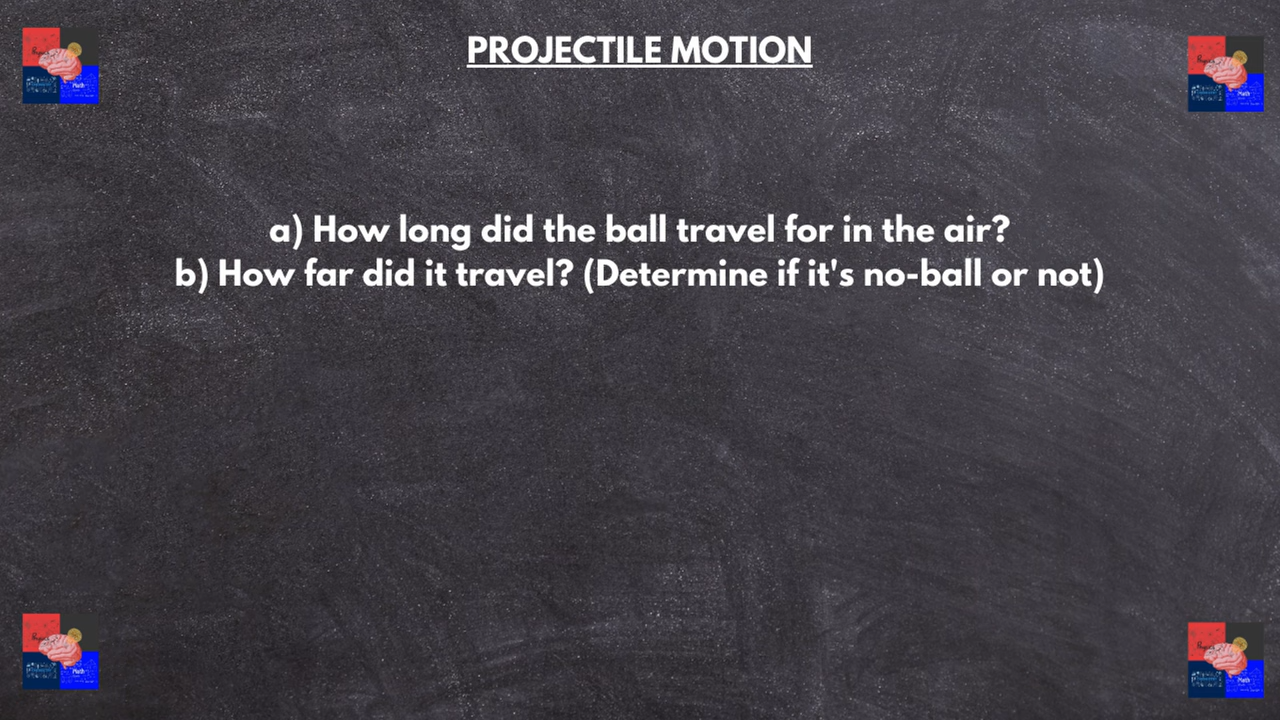 PROJECTILE MOTION
a) How long did the ball travel for in the air?
b) How far did it travel? (Determine if it's no-ball or not)